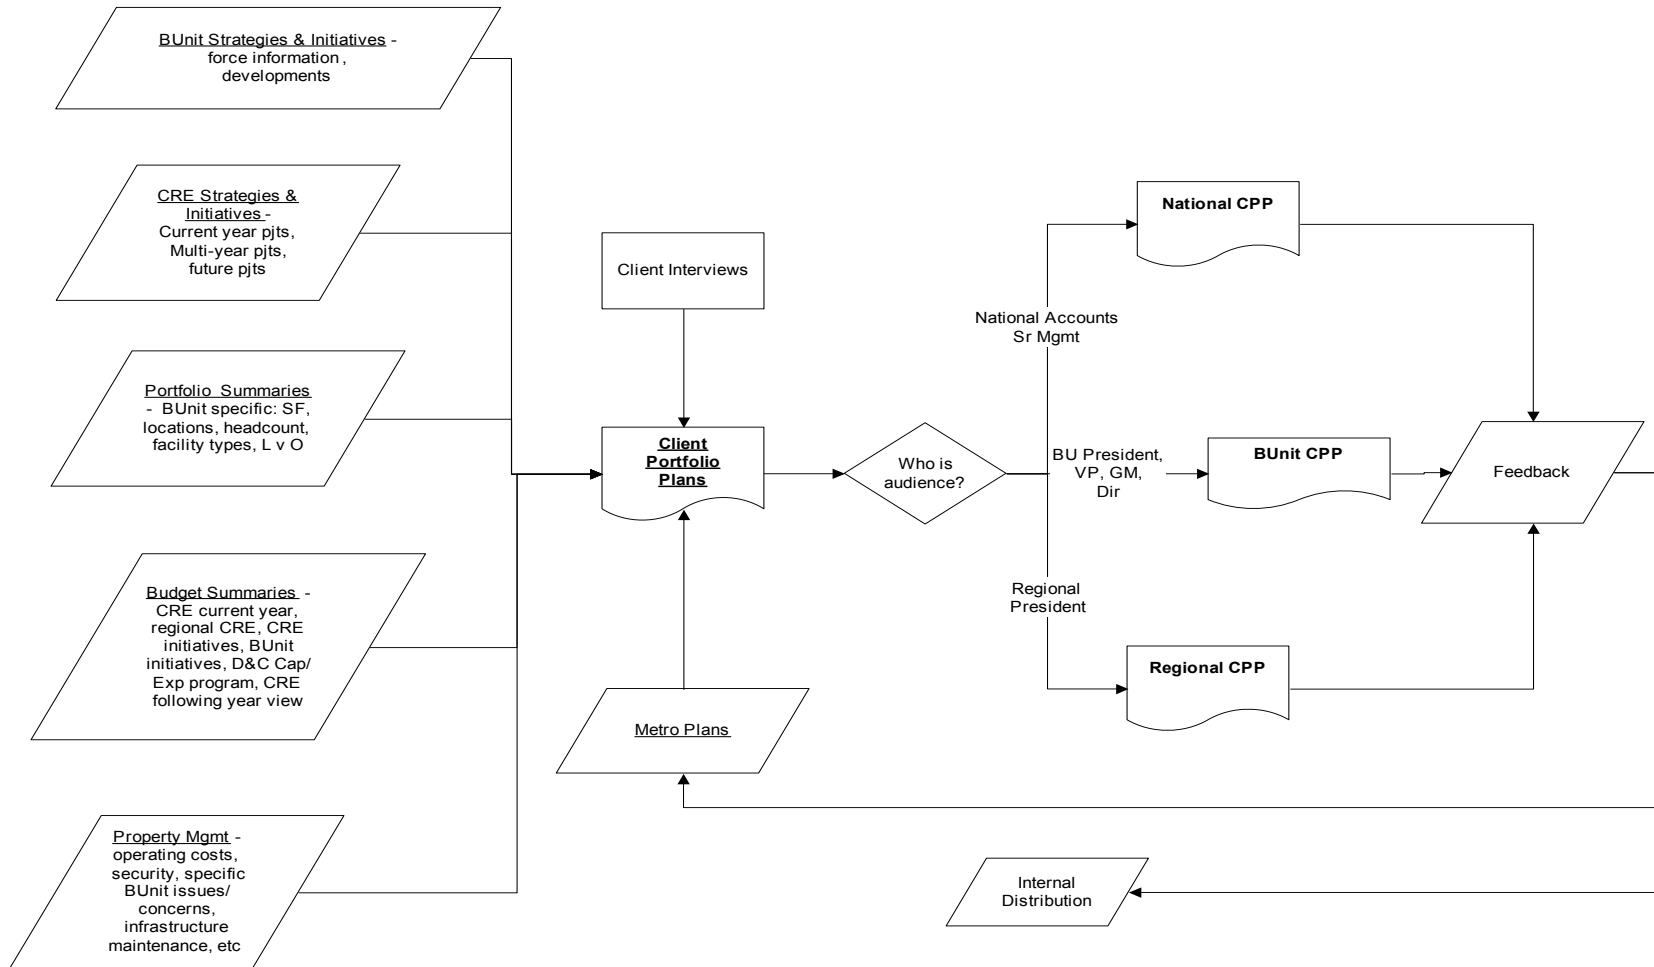 BUnit Strategies & Initiatives -
force information ,
developments
CRE Strategies &
Initiatives -
Current year pjts,
Multi-year pjts,
future pjts
Portfolio Summaries
- BUnit specific: SF,
locations, headcount,
facility types, L v O
Budget Summaries -
CRE current year,
regional CRE, CRE
initiatives, BUnit
initiatives, D&C Cap/
Exp program, CRE
following year view
Property Mgmt -
operating costs,
security, specific
BUnit issues/
concerns,
infrastructure
maintenance, etc
Client Interviews
Client
Portfolio
Plans
Metro Plans
Who is
audience?
National Accounts
Sr Mgmt
BU President,
VP, GM,
Dir
Regional
President
National CPP
BUnit CPP
Regional CPP
Feedback
Internal
Distribution